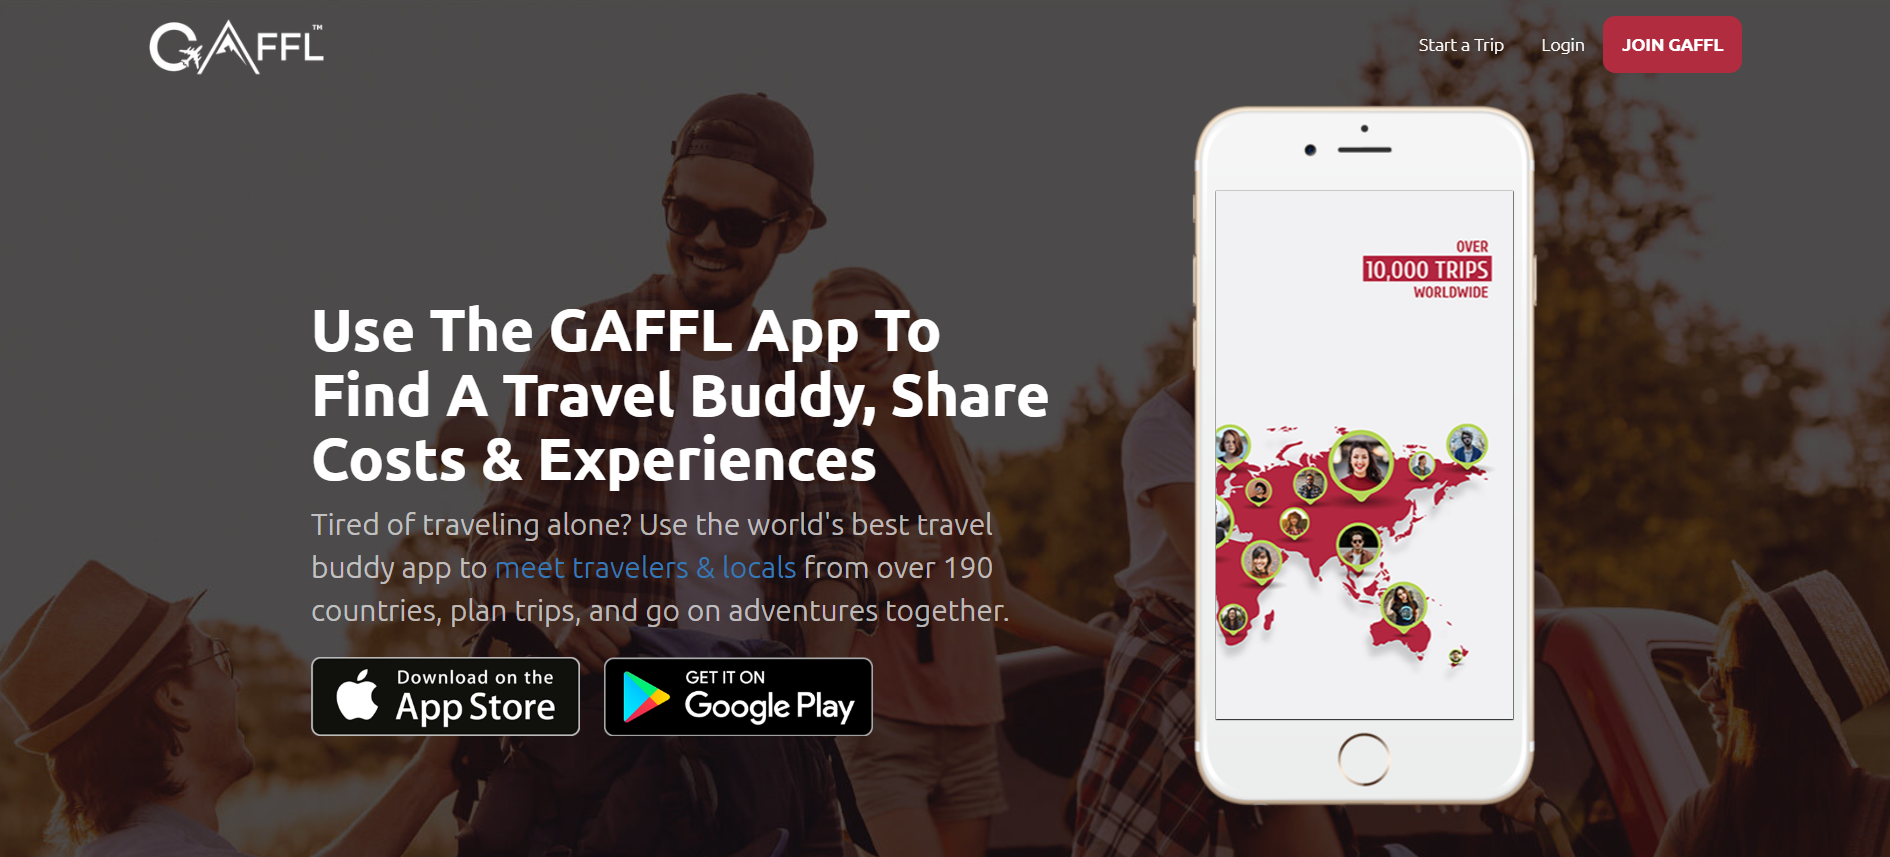 GAFFL™
Start a Trip
Login
JOIN GAFFL
Use The GAFFL App To
Find A Travel Buddy, Share
Costs & Experiences
Tired of traveling alone? Use the world's best travel
buddy app to meet travelers & locals from over 190
countries, plan trips, and go on adventures together.
Download on the
App Store
GET IT ON
Google Play
OVER
10,000 TRIPS
WORLDWIDE